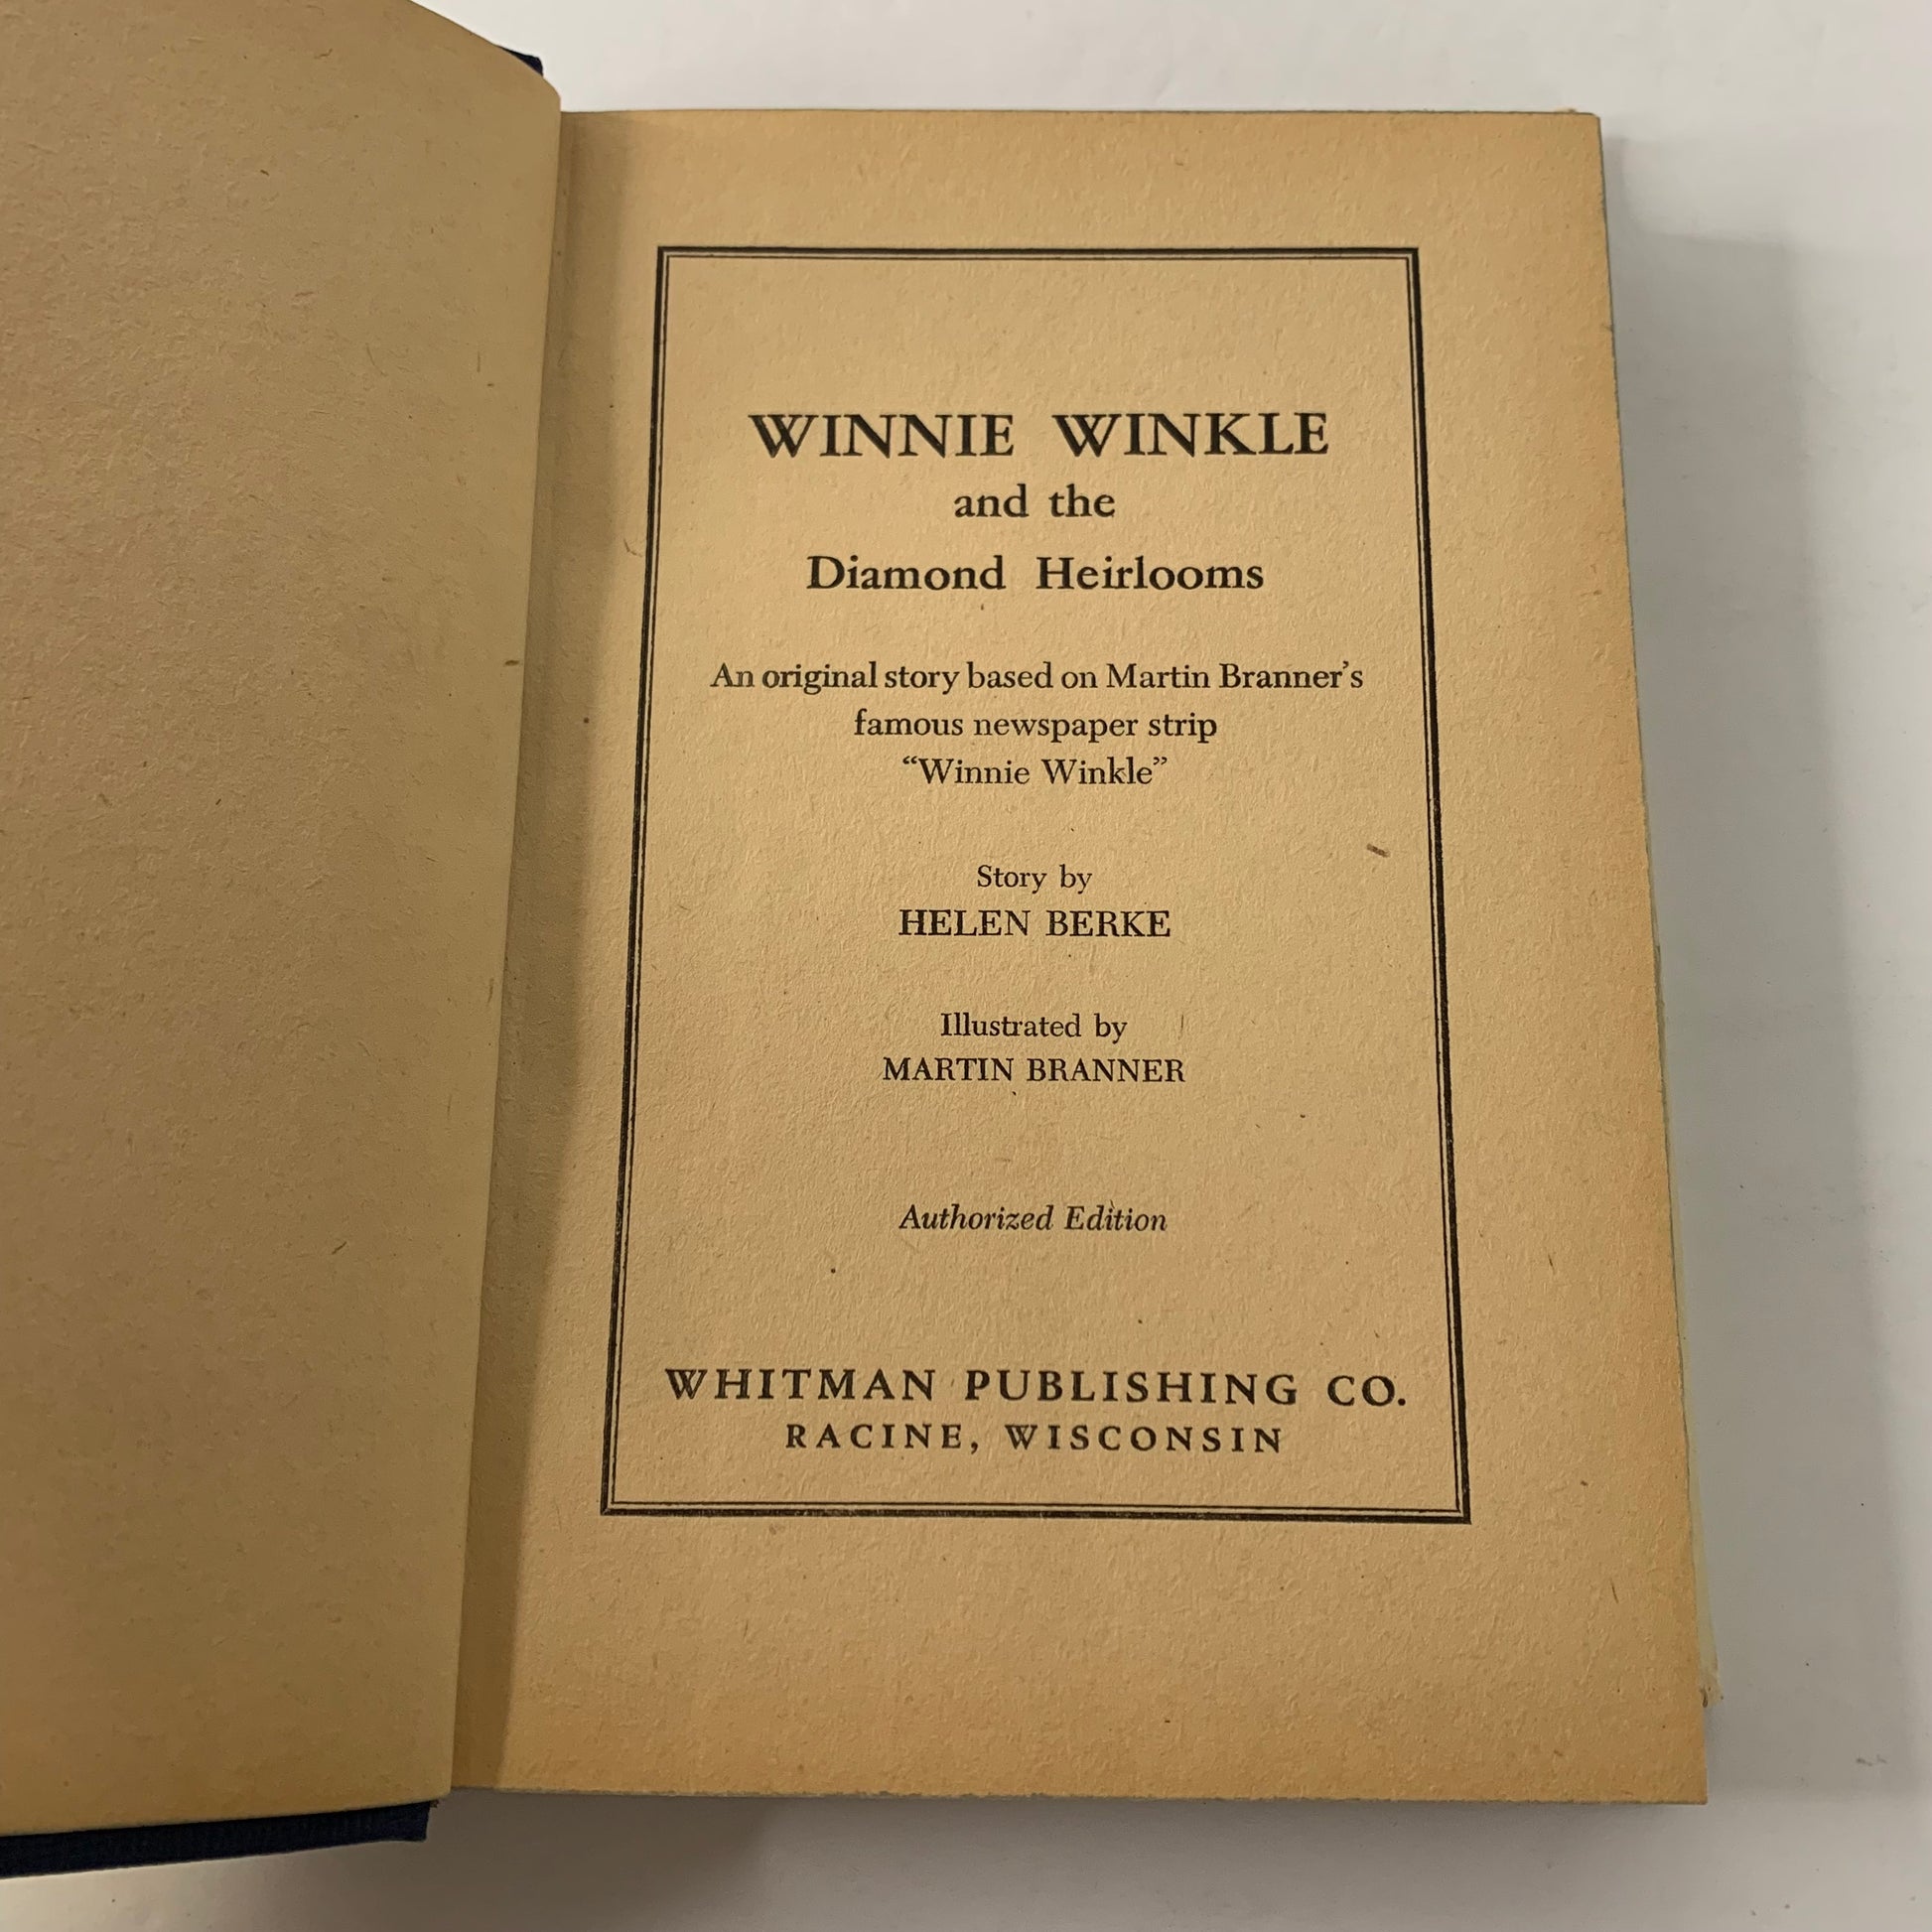 WINNIE WINKLE
and the
Diamond Heirlooms
An original story based on Martin Branner's
famous newspaper strip
“Winnie Winkle”
Story by
HELEN BERKE
Illustrated by
MARTIN BRANNER
Authorized Edition
WHITMAN PUBLISHING CO.
RACINE, WISCONSIN